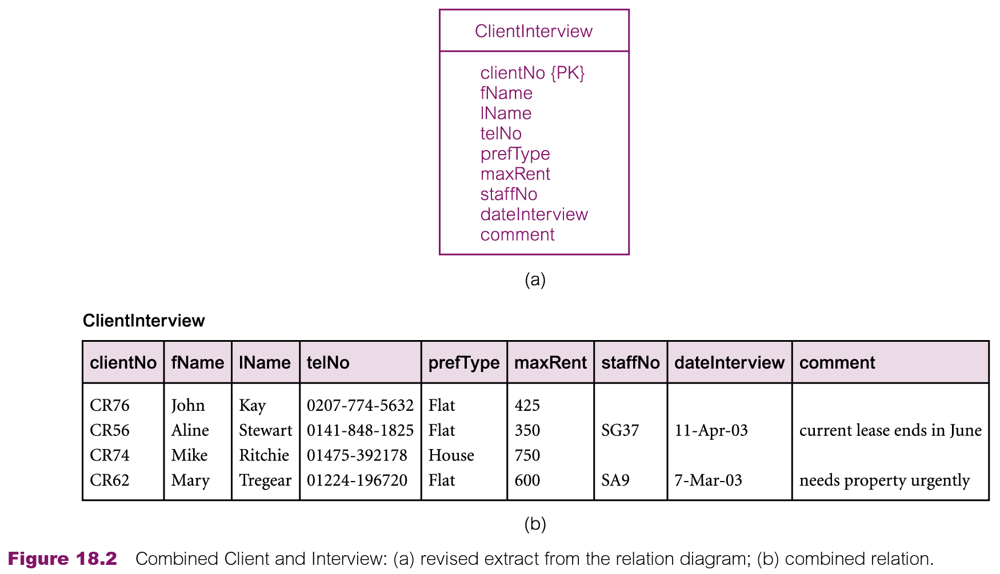 ClientInterview
clientNo {PK}
fName
lName
telNo
prefType
maxRent
staffNo
dateInterview
comment
(a)
ClientInterview
clientNo fName lName telNo prefType maxRent staffNo dateInterview comment
CR76 John Kay 0207-774-5632 Flat 425
CR56 Aline Stewart 0141-848-1825 Flat 350 SG37 11-Apr-03 current lease ends in June
CR74 Mike Ritchie 01475-392178 House 750
CR62 Mary Tregear 01224-196720 Flat 600 SA9 7-Mar-03 needs property urgently
(b)
Figure 18.2 Combined Client and Interview: (a) revised extract from the relation diagram; (b) combined relation.